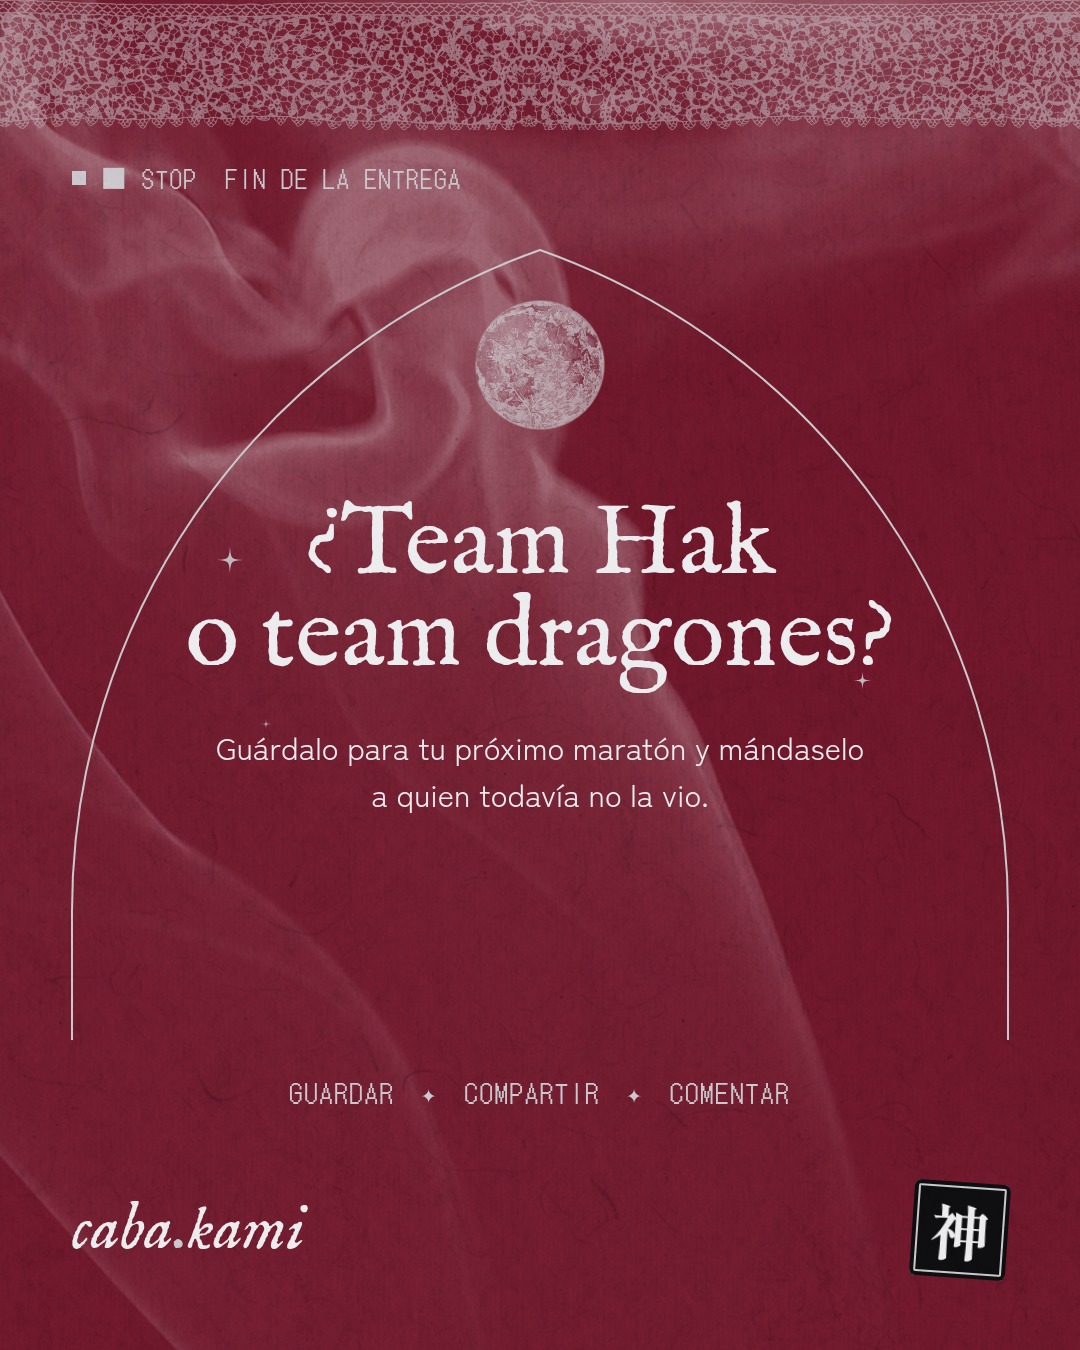 STOP FIN DE LA ENTREGA
¿Team Hak
o team dragones?
Guárdalo para tu próximo maratón y mándaselo
a quien todavía no la vio.
GUARDAR ✦ COMPARTIR ✦ COMENTAR
caba.kami
神